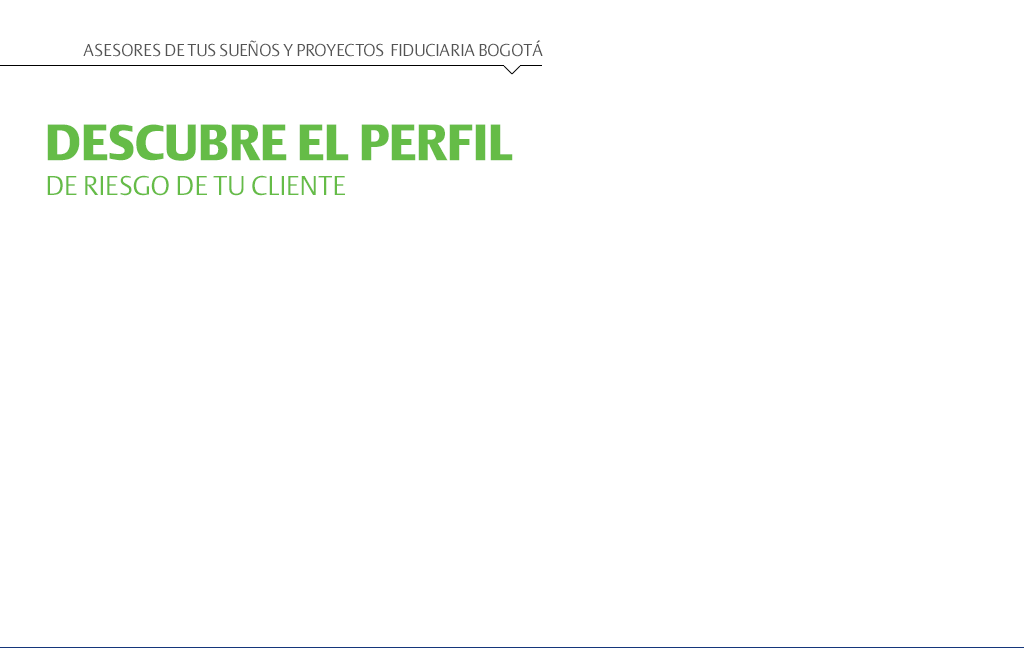 ASESORES DE TUS SUEÑOS Y PROYECTOS FIDUCIARIA BOGOTÁ
DESCUBRE EL PERFIL
DE RIESGO DE TU CLIENTE